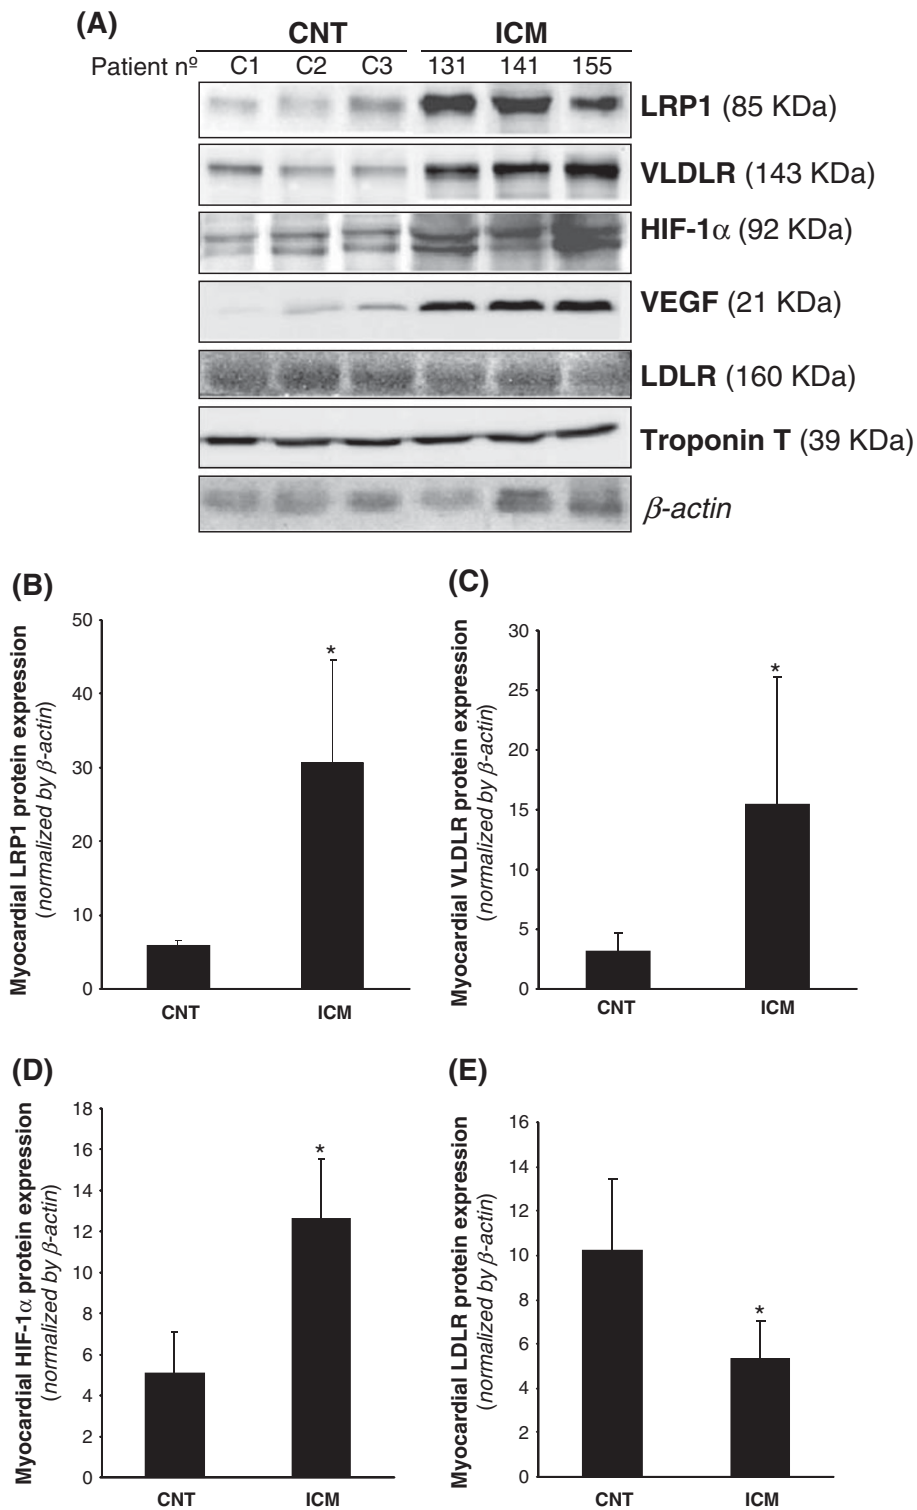 (A)
CNT ICM
Patient nº C1 C2 C3 131 141 155
LRP1 (85 KDa)
VLDLR (143 KDa)
HIF-1α (92 KDa)
VEGF (21 KDa)
LDLR (160 KDa)
Troponin T (39 KDa)
β-actin
(B)
Myocardial LRP1 protein expression
(normalized by β-actin)
50
40
30
20
10
0
*
CNT ICM
(C)
Myocardial VLDLR protein expression
(normalized by β-actin)
30
25
20
15
10
5
0
*
CNT ICM
(D)
Myocardial HIF-1α protein expression
(normalized by β-actin)
18
16
14
12
10
8
6
4
2
0
*
CNT ICM
(E)
Myocardial LDLR protein expression
(normalized by β-actin)
16
14
12
10
8
6
4
2
0
*
CNT ICM